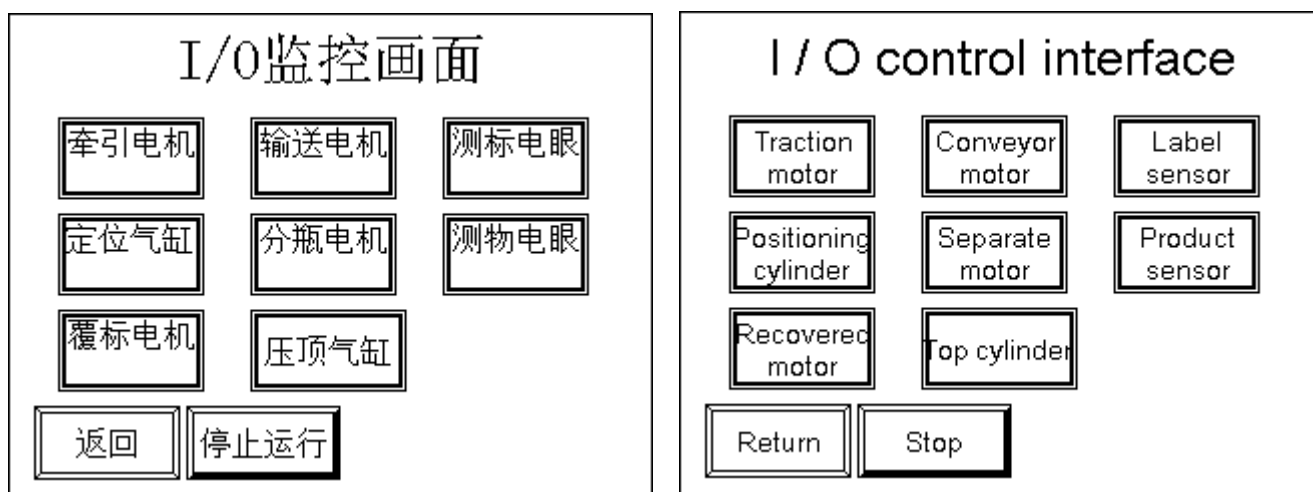 I/O监控画面
牵引电机
输送电机
测标电眼
定位气缸
分瓶电机
测物电眼
覆标电机
压顶气缸
返回
停止运行
I / O control interface
Traction
motor
Conveyor
motor
Label
sensor
Positioning
cylinder
Separate
motor
Product
sensor
Recovered
motor
Top cylinder
Return
Stop